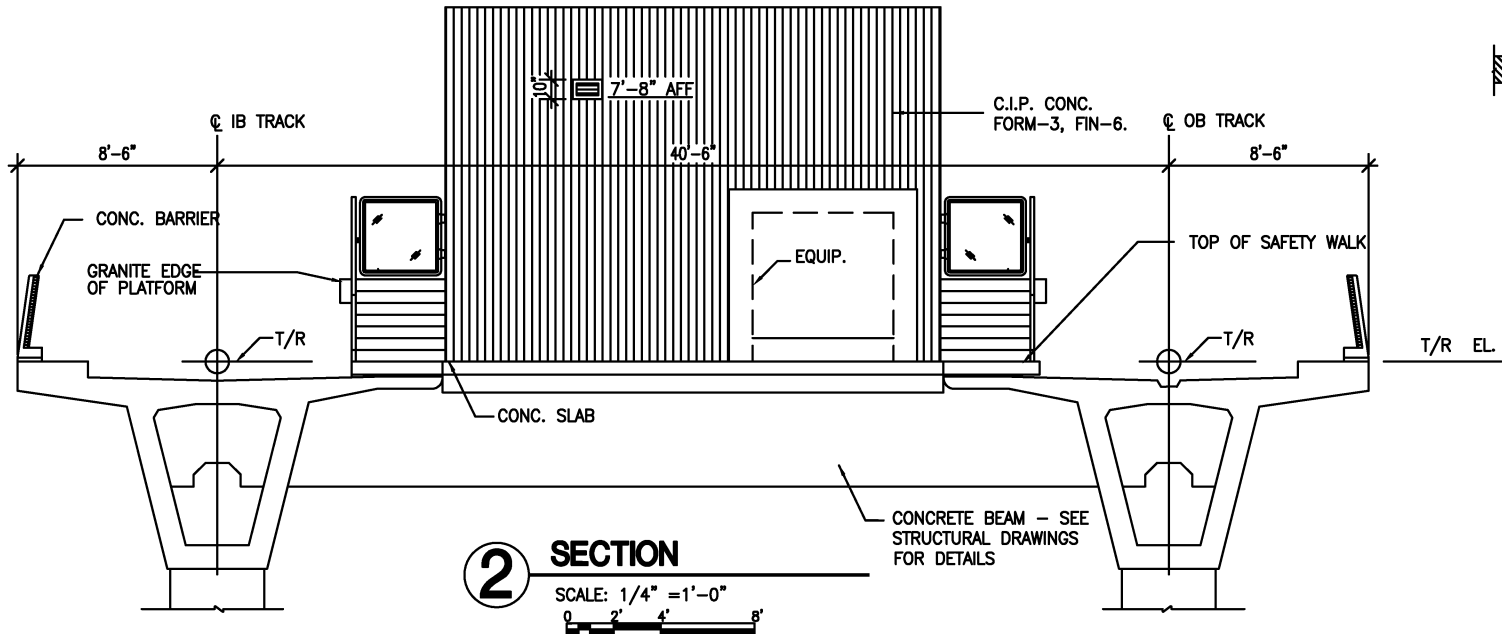 10"
7'-8" AFF
C.I.P. CONC.
FORM-3, FIN-6.
℄ IB TRACK
℄ OB TRACK
8'-6"
40'-6"
8'-6"
CONC. BARRIER
TOP OF SAFETY WALK
EQUIP.
GRANITE EDGE
OF PLATFORM
T/R
T/R
T/R EL.
CONC. SLAB
CONCRETE BEAM - SEE
STRUCTURAL DRAWINGS
FOR DETAILS
2
SECTION
SCALE: 1/4" =1'-0"
0 2' 4' 8'